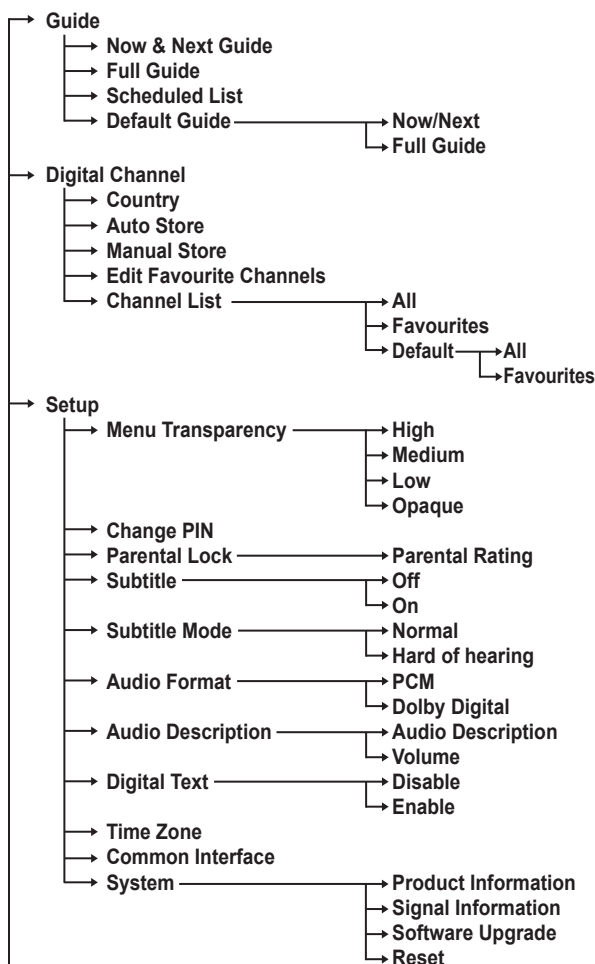 Guide
Now & Next Guide
Full Guide
Scheduled List
Default Guide Now/Next
Full Guide
Digital Channel
Country
Auto Store
Manual Store
Edit Favourite Channels
Channel List All
Favourites
Default All
Favourites
Setup
Menu Transparency High
Medium
Low
Opaque
Change PIN
Parental Lock Parental Rating
Subtitle Off
On
Subtitle Mode Normal
Hard of hearing
Audio Format PCM
Dolby Digital
Audio Description Audio Description
Volume
Digital Text Disable
Enable
Time Zone
Common Interface
System Product Information
Signal Information
Software Upgrade
Reset